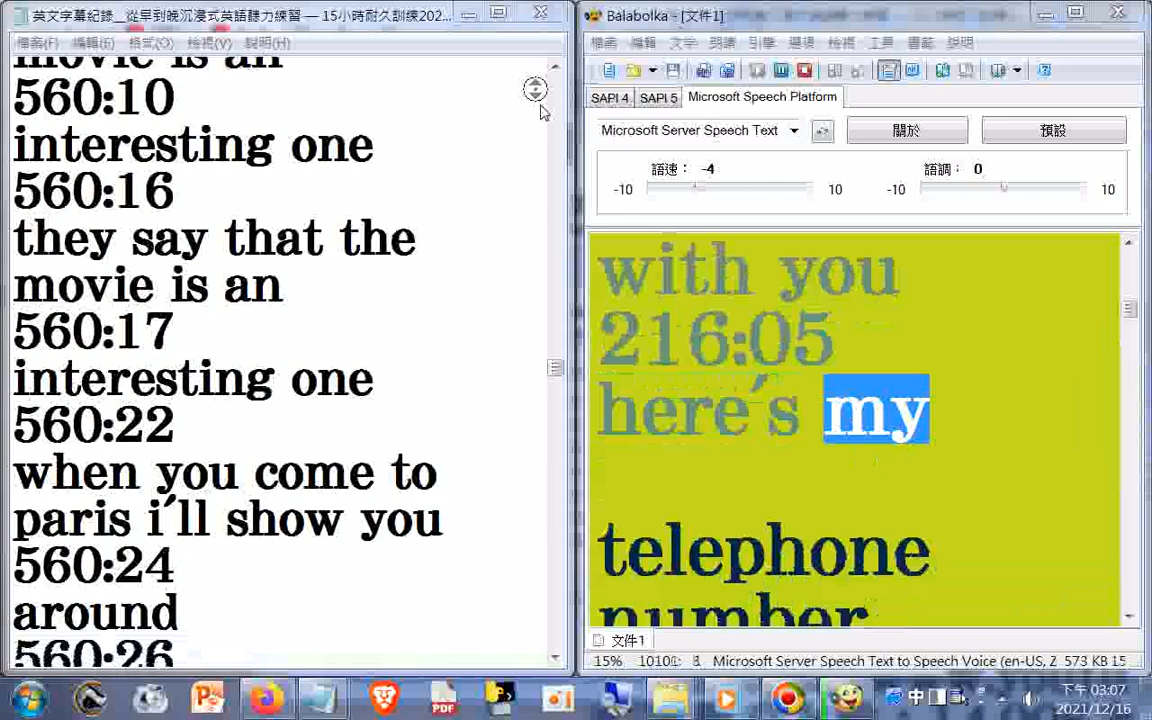 英文字幕紀錄__從早到晚沉浸式英語聽力練習 — 15小時耐久訓練202...
檔案(F) 編輯(E) 格式(O) 檢視(V) 說明(H)
movie is an
560:10
interesting one
560:16
they say that the
movie is an
560:17
interesting one
560:22
when you come to
paris i´ll show you
560:24
around
560:26
Balabolka - [文件1]
檔案 編輯 文字 朗讀 引擎 選項 檢視 工具 書籤 說明
SAPI 4 SAPI 5 Microsoft Speech Platform
Microsoft Server Speech Text 關於 預設
語速： -4 語調： 0
-10 10 -10 10
with you
216:05
here´s my
telephone
number
文件1
15% Microsoft Server Speech Text to Speech Voice (en-US, Z 573 KB 15
PDF 中 下午 03:07
2021/12/16